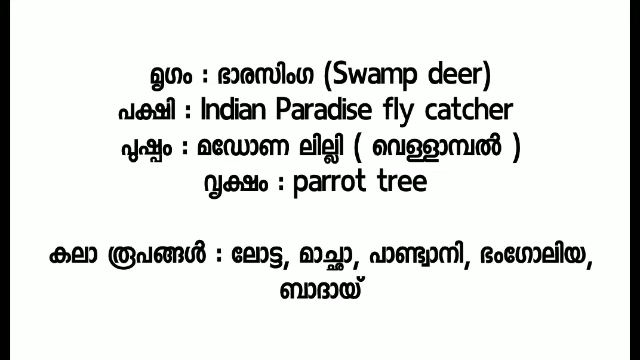 മൃഗം : ഭാരസിംഗ (Swamp deer)
പക്ഷി : Indian Paradise fly catcher
പുഷ്പം : മഡോണ ലില്ലി ( വെള്ളാമ്പൽ )
വൃക്ഷം : parrot tree
കലാ രൂപങ്ങൾ : ലോട്ട, മാച്ഛാ, പാണ്ഡ്വാനി, ഭംഗോലിയ,
ബാദായ്